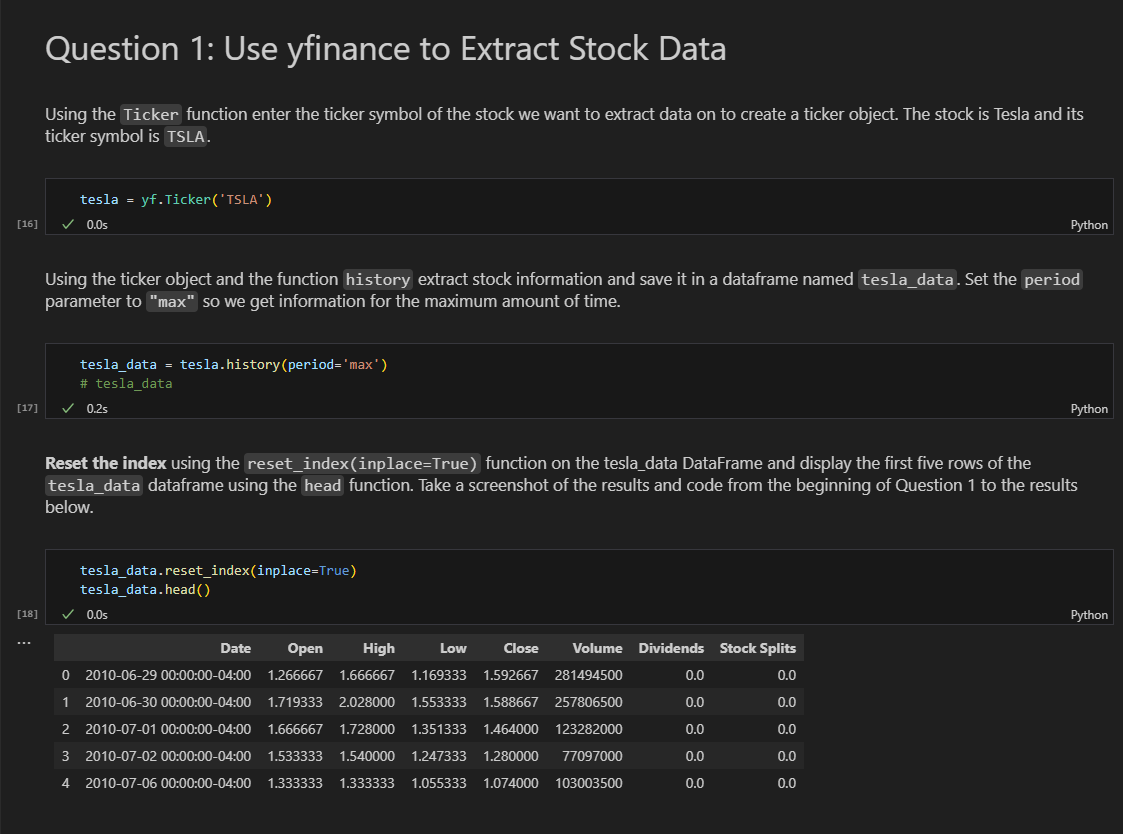 Question 1: Use yfinance to Extract Stock Data
Using the Ticker function enter the ticker symbol of the stock we want to extract data on to create a ticker object. The stock is Tesla and its
ticker symbol is TSLA.
tesla = yf.Ticker('TSLA')
[16] ✓ 0.0s Python
Using the ticker object and the function history extract stock information and save it in a dataframe named tesla_data. Set the period
parameter to "max" so we get information for the maximum amount of time.
tesla_data = tesla.history(period='max')
# tesla_data
[17] ✓ 0.2s Python
Reset the index using the reset_index(inplace=True) function on the tesla_data DataFrame and display the first five rows of the
tesla_data dataframe using the head function. Take a screenshot of the results and code from the beginning of Question 1 to the results
below.
tesla_data.reset_index(inplace=True)
tesla_data.head()
[18] ✓ 0.0s Python
...
Date Open High Low Close Volume Dividends Stock Splits
0 2010-06-29 00:00:00-04:00 1.266667 1.666667 1.169333 1.592667 281494500 0.0 0.0
1 2010-06-30 00:00:00-04:00 1.719333 2.028000 1.553333 1.588667 257806500 0.0 0.0
2 2010-07-01 00:00:00-04:00 1.666667 1.728000 1.351333 1.464000 123282000 0.0 0.0
3 2010-07-02 00:00:00-04:00 1.533333 1.540000 1.247333 1.280000 77097000 0.0 0.0
4 2010-07-06 00:00:00-04:00 1.333333 1.333333 1.055333 1.074000 103003500 0.0 0.0